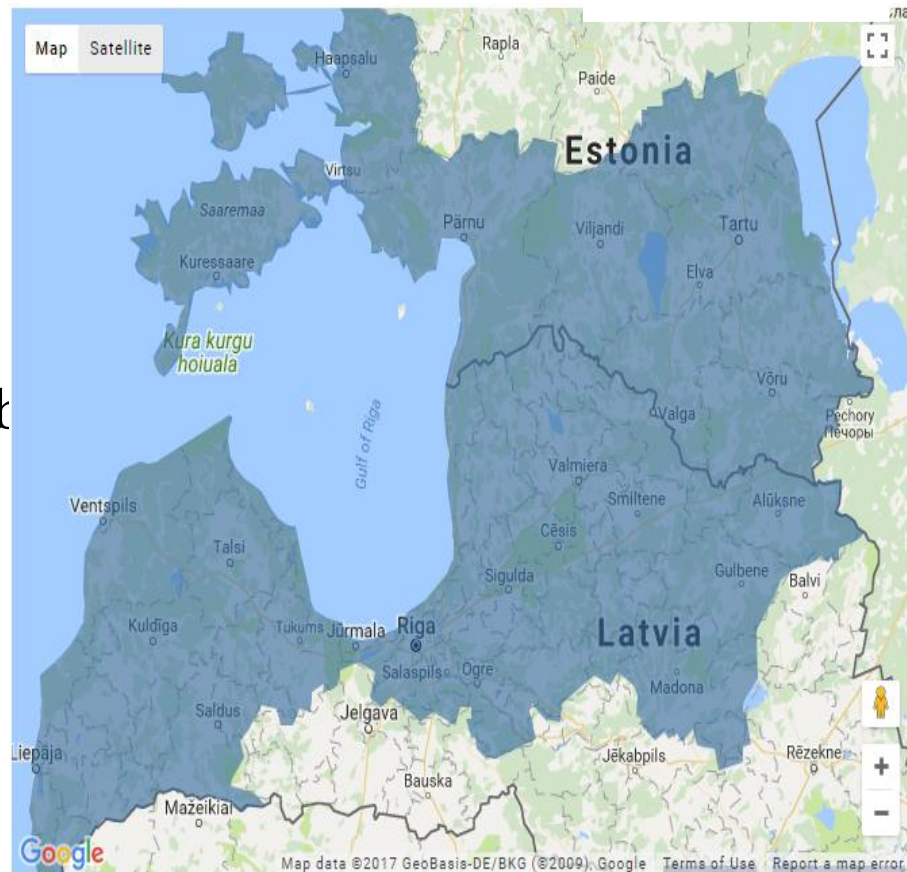 Map Satellite
Rapla
Haapsalu
Paide
Estonia
Virtsu
Saaremaa
Pärnu
Viljandi
Tartu
Kuressaare
Elva
Kura kurgu
hoiuala
Võru
Valga
Pechory
Печоры
Gulf of Riga
Valmiera
Ventspils
Smiltene
Alūksne
Cēsis
Talsi
Sigulda
Gulbene
Balvi
Kuldīga
Tukums
Jūrmala
Riga
Latvia
Salaspils
Ogre
Madona
Saldus
Jelgava
Liepāja
Jēkabpils
Rēzekne
Bauska
Mažeikiai
+
−
Google
Map data ©2017 GeoBasis-DE/BKG (©2009), Google Terms of Use Report a map error